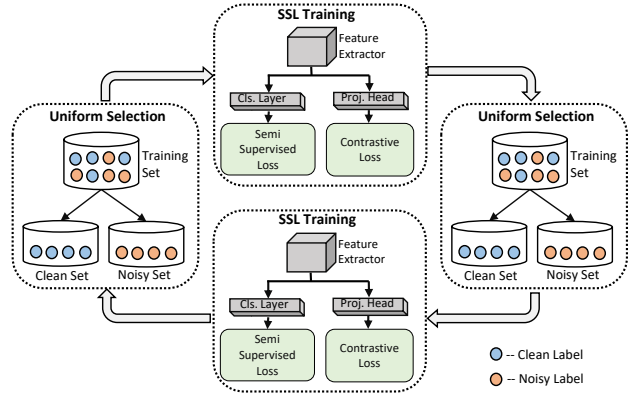 SSL Training
Feature
Extractor
Cls. Layer
Proj. Head
Semi
Supervised
Loss
Contrastive
Loss
Uniform Selection
Training
Set
Clean Set
Noisy Set
Uniform Selection
Training
Set
Clean Set
Noisy Set
SSL Training
Feature
Extractor
Cls. Layer
Proj. Head
Semi
Supervised
Loss
Contrastive
Loss
-- Clean Label
-- Noisy Label